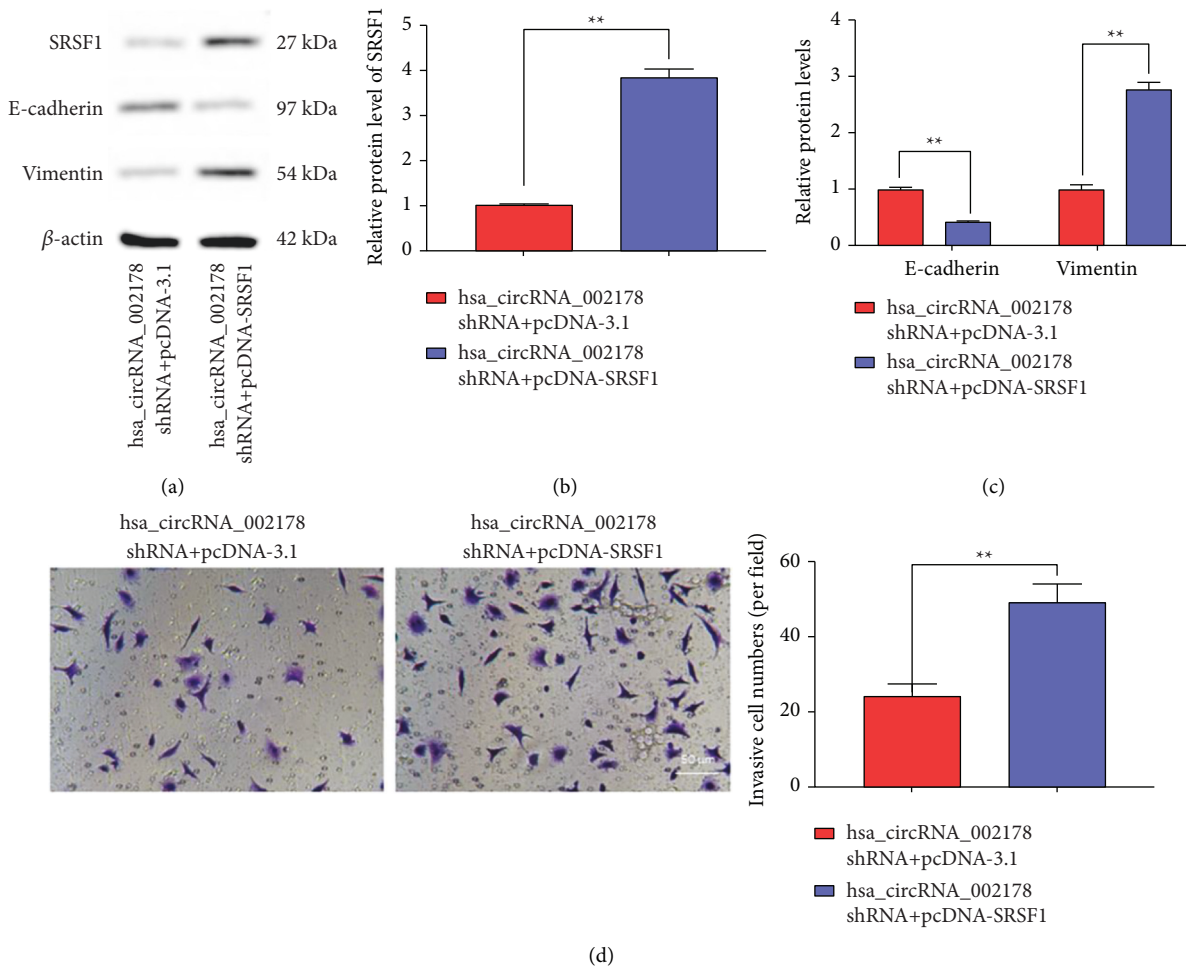 SRSF1
27 kDa
E-cadherin
97 kDa
Vimentin
54 kDa
β-actin
42 kDa
hsa_circRNA_002178
shRNA+pcDNA-3.1
hsa_circRNA_002178
shRNA+pcDNA-SRSF1
(a)
Relative protein level of SRSF1
5
4
3
2
1
0
**
hsa_circRNA_002178
shRNA+pcDNA-3.1
hsa_circRNA_002178
shRNA+pcDNA-SRSF1
(b)
Relative protein levels
4
3
2
1
0
**
**
E-cadherin
Vimentin
hsa_circRNA_002178
shRNA+pcDNA-3.1
hsa_circRNA_002178
shRNA+pcDNA-SRSF1
(c)
hsa_circRNA_002178
shRNA+pcDNA-3.1
hsa_circRNA_002178
shRNA+pcDNA-SRSF1
50 um
Invasive cell numbers (per field)
60
40
20
0
**
hsa_circRNA_002178
shRNA+pcDNA-3.1
hsa_circRNA_002178
shRNA+pcDNA-SRSF1
(d)